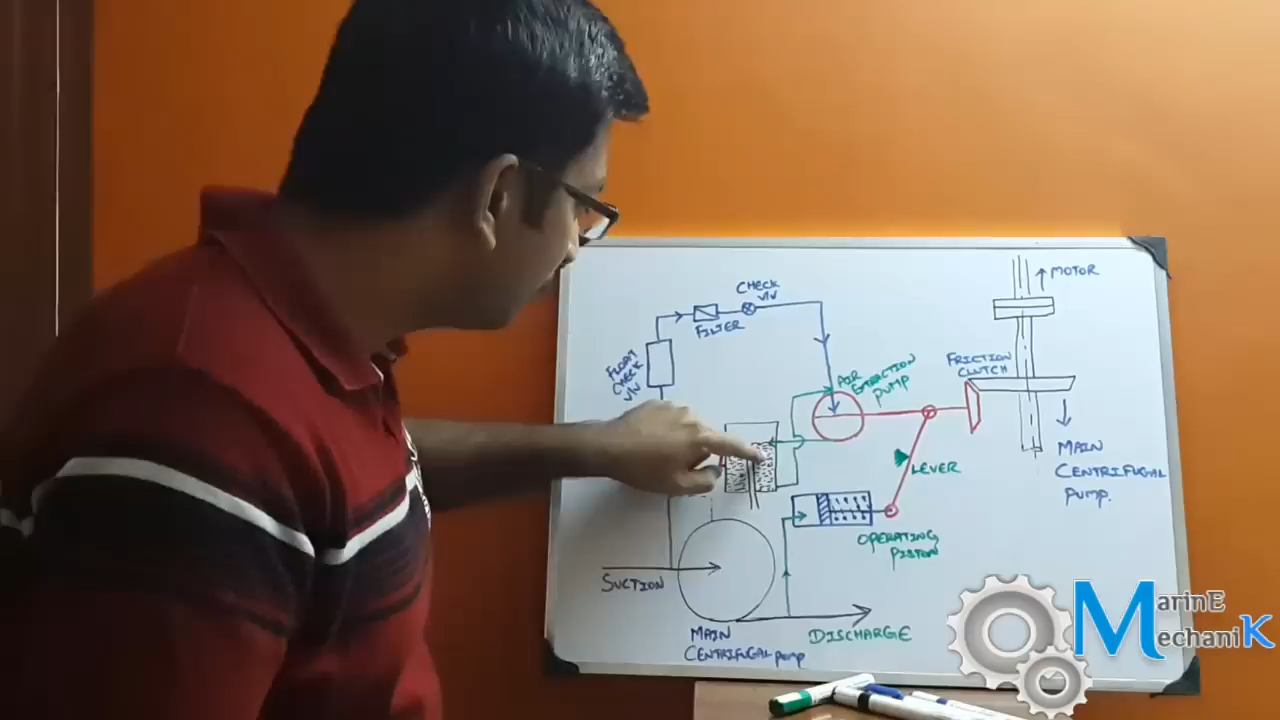 MOTOR
CHECK
V/V
FILTER
FLOAT
CHECK
V/V
AIR
EXTRACTION
PUMP
FRICTION
CLUTCH
MAIN
CENTRIFUGAL
PUMP.
LEVER
OPERATING
PISTON
SUCTION
MAIN
CENTRIFUGAL PUMP
DISCHARGE
MarinE
MechaniK